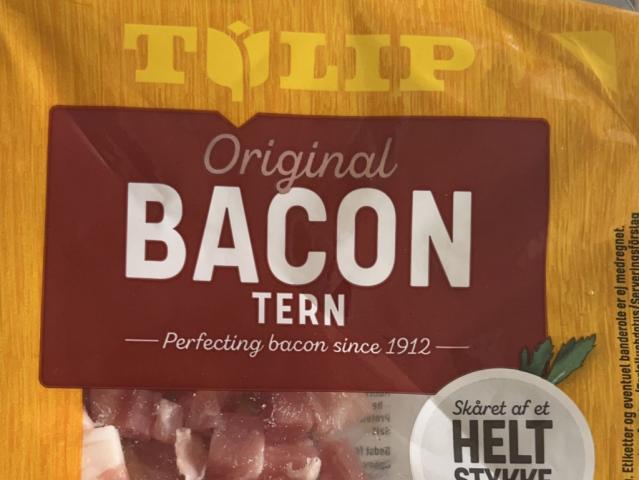 TULIP
Original
BACON
TERN
Perfecting bacon since 1912
Skåret af et
HELT
STYKKE
Etiketter og eventuel banderole er ej medregnet.